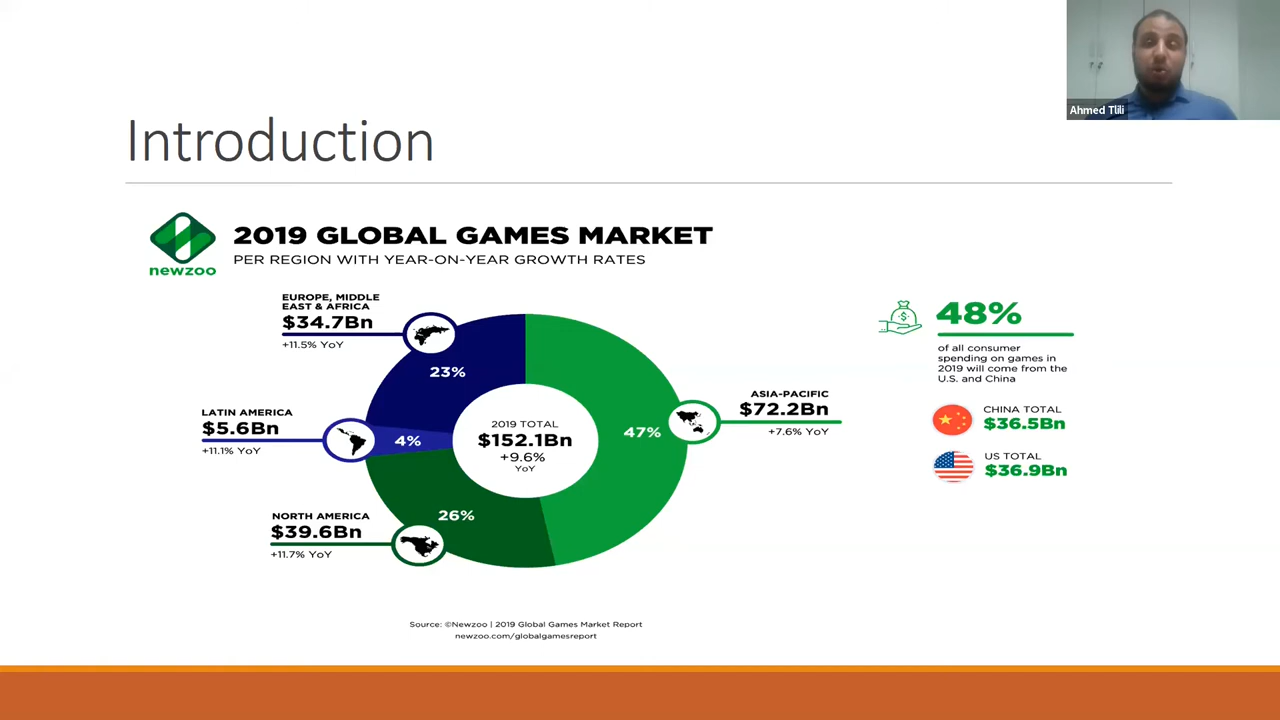 Ahmed Tlili
Introduction
newzoo
2019 GLOBAL GAMES MARKET
PER REGION WITH YEAR-ON-YEAR GROWTH RATES
EUROPE, MIDDLE
EAST & AFRICA
$34.7Bn
+11.5% YoY
23%
LATIN AMERICA
$5.6Bn
+11.1% YoY
4%
NORTH AMERICA
$39.6Bn
+11.7% YoY
26%
2019 TOTAL
$152.1Bn
+9.6%
YoY
47%
ASIA-PACIFIC
$72.2Bn
+7.6% YoY
$
48%
of all consumer
spending on games in
2019 will come from the
U.S. and China
CHINA TOTAL
$36.5Bn
US TOTAL
$36.9Bn
Source: ©Newzoo | 2019 Global Games Market Report
newzoo.com/globalgamesreport